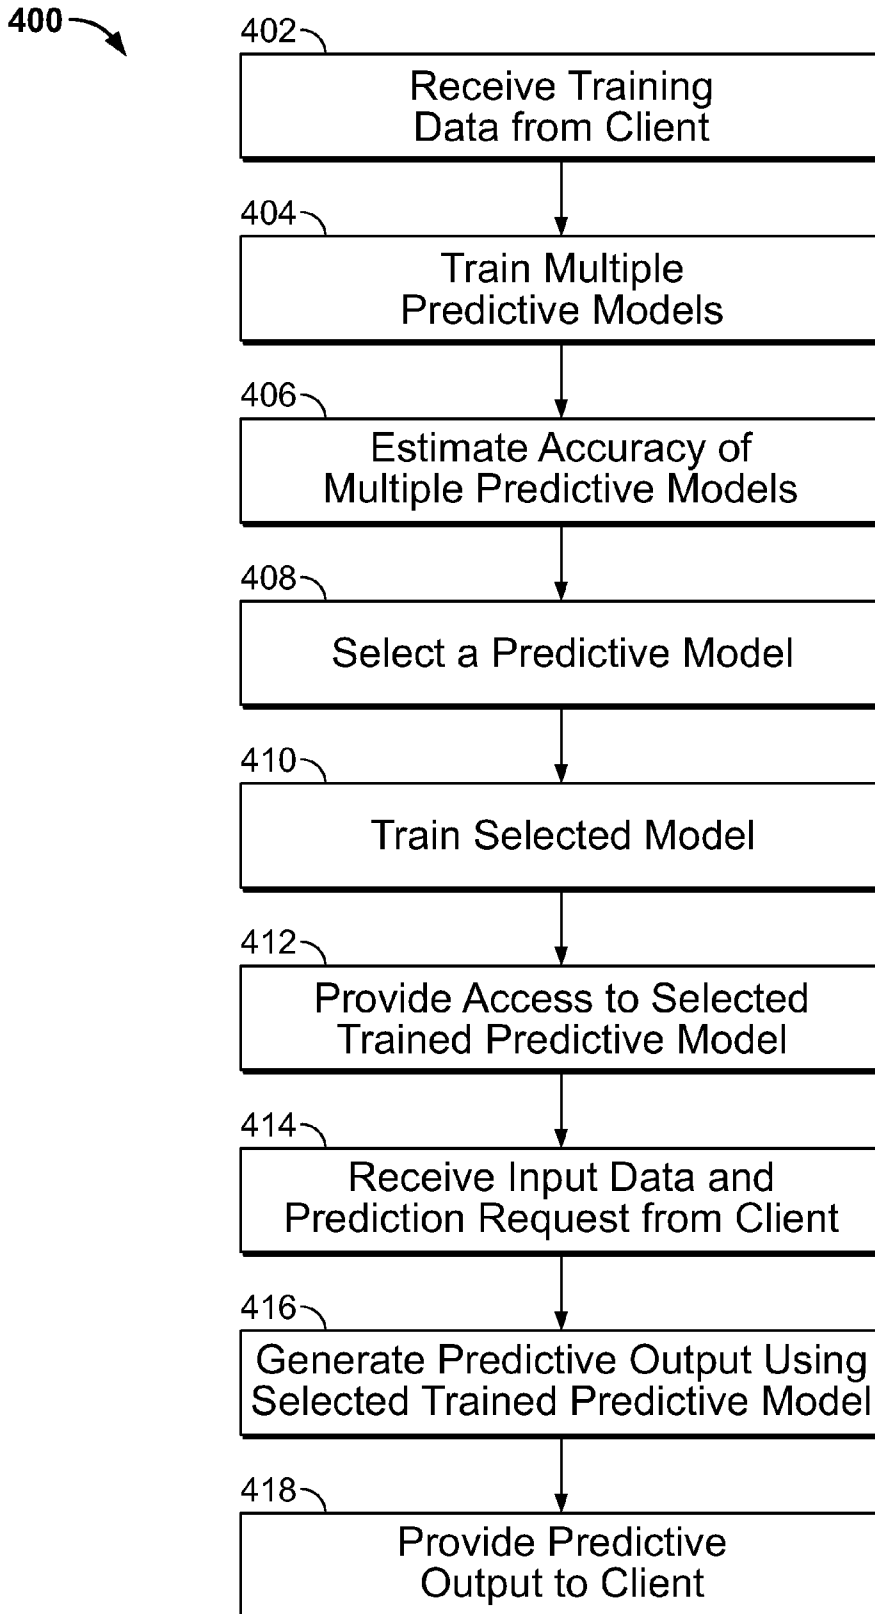 400
402
Receive Training
Data from Client
404
Train Multiple
Predictive Models
406
Estimate Accuracy of
Multiple Predictive Models
408
Select a Predictive Model
410
Train Selected Model
412
Provide Access to Selected
Trained Predictive Model
414
Receive Input Data and
Prediction Request from Client
416
Generate Predictive Output Using
Selected Trained Predictive Model
418
Provide Predictive
Output to Client